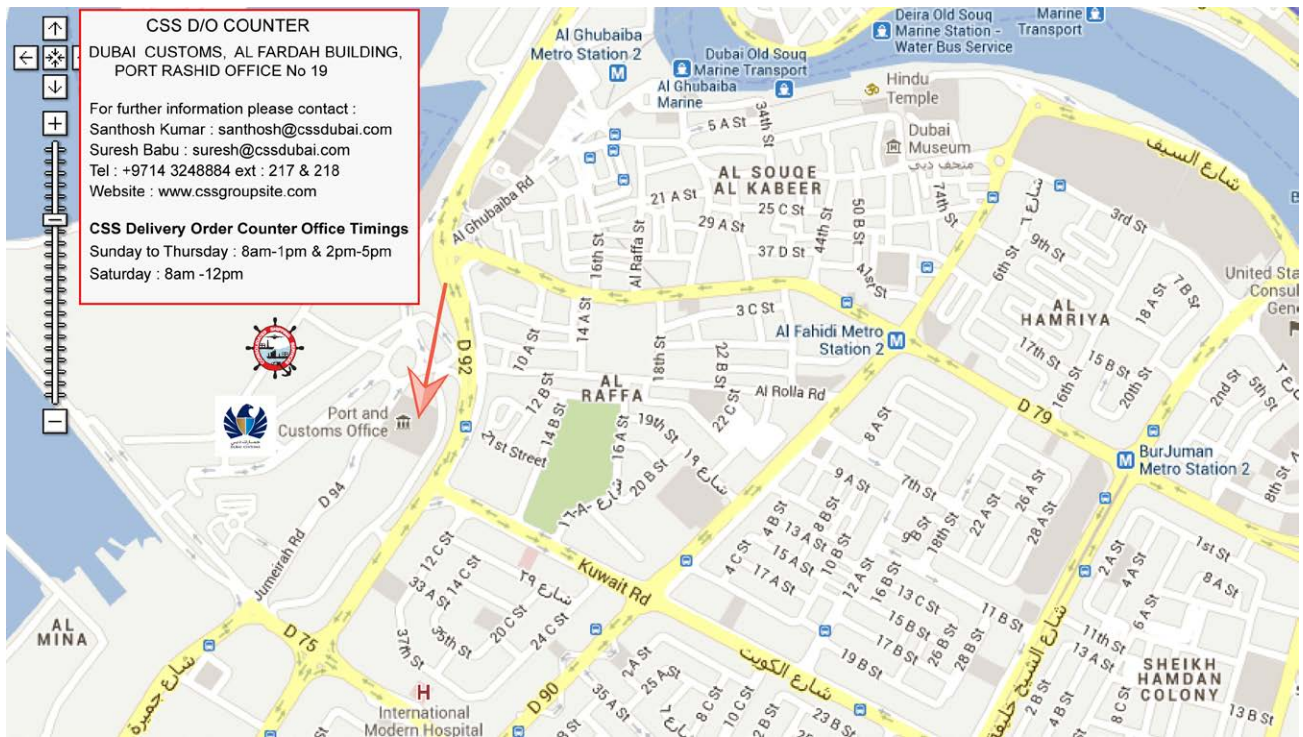 CSS D/O COUNTER
DUBAI CUSTOMS, AL FARDAH BUILDING,
PORT RASHID OFFICE No 19
For further information please contact :
Santhosh Kumar : santhosh@cssdubai.com
Suresh Babu : suresh@cssdubai.com
Tel : +9714 3248884 ext : 217 & 218
Website : www.cssgroupsite.com
CSS Delivery Order Counter Office Timings
Sunday to Thursday : 8am-1pm & 2pm-5pm
Saturday : 8am -12pm
Al Ghubaiba
Metro Station 2
Dubai Old Souq
Marine Transport
Al Ghubaiba
Marine
Deira Old Souq
Marine Station -
Water Bus Service
Marine
Transport
Hindu
Temple
Dubai
Museum
متحف دبي
شارع السيف
5 A St
34th St
AL SOUQE
AL KABEER
21 A St
25 C St
29 A St
37 D St
44th St
50 B St
74th St
41st St
Al Ghubaiba Rd
16th St
Al Raffa St
3rd St
9th St
6th St
7 B St
18 A St
AL
HAMRIYA
United Sta
Consul
Gen
17th St
15 B St
16th St
20th St
2nd St
5th St
8th St
3 C St
Al Fahidi Metro
Station 2
14 A St
10 A St
D 92
18th St
22 B St
Al Rolla Rd
AL
RAFFA
12 B St
14 B St
21st Street
16 A St
19th St
22 C St
20 B St
شارع ١٩
شارع ١٦-A
Port and
Customs Office
D 94
Jumeirah Rd
D 79
BurJuman
Metro Station 2
8 A St
9 A St
7th St
4 B St
8 B St
13 A St
10 B St
15 A St
4 C St
17 A St
12 A St
16 B St
9 B St
18th St
22 A St
26 A St
28 A St
13 C St
11 B St
15 B St
17 B St
26 B St
28 B St
19 B St
Kuwait Rd
شارع الكويت
12 C St
33 A St
14 C St
35th St
37th St
20 C St
شارع ٢٩
24 C St
AL
MINA
D 75
شارع جميرة
International
Modern Hospital
D 90
2 A St
25 A St
35 A St
8 C St
10 C St
23 B St
شارع الشيخ خليفة
1st St
2 A St
4 A St
8 A St
6 A St
11th St
13 A St
SHEIKH
HAMDAN
COLONY
2 B St
4 B St
8 C St
13 B St